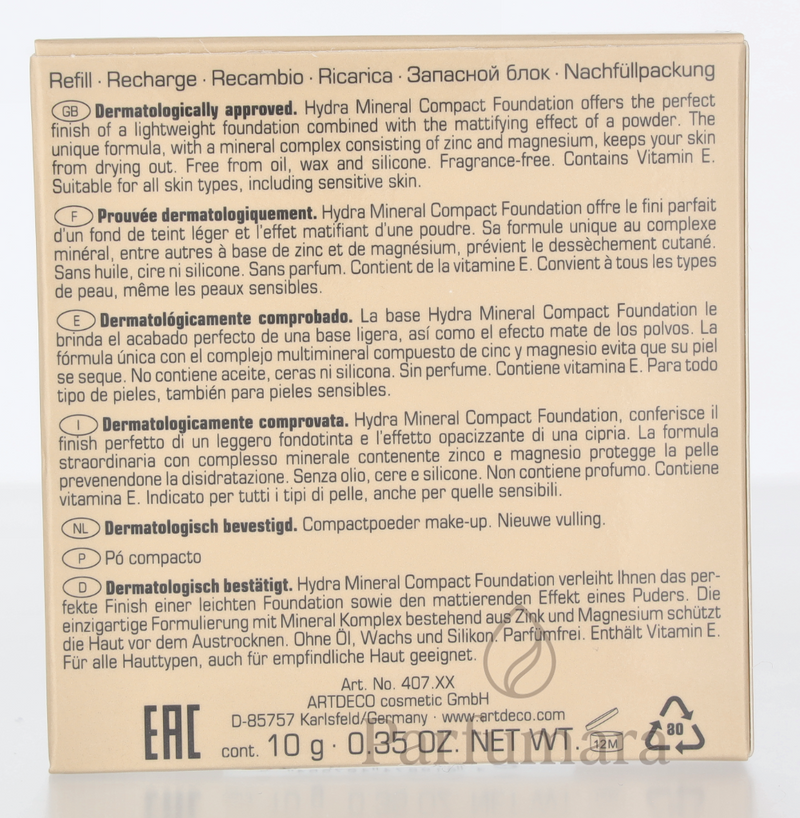 Refill · Recharge · Recambio · Ricarica · Запасной блок · Nachfüllpackung
GB Dermatologically approved. Hydra Mineral Compact Foundation offers the perfect
finish of a lightweight foundation combined with the mattifying effect of a powder. The
unique formula, with a mineral complex consisting of zinc and magnesium, keeps your skin
from drying out. Free from oil, wax and silicone. Fragrance-free. Contains Vitamin E.
Suitable for all skin types, including sensitive skin.
F Prouvée dermatologiquement. Hydra Mineral Compact Foundation offre le fini parfait
d'un fond de teint léger et l'effet matifiant d'une poudre. Sa formule unique au complexe
minéral, entre autres à base de zinc et de magnésium, prévient le dessèchement cutané.
Sans huile, cire ni silicone. Sans parfum. Contient de la vitamine E. Convient à tous les types
de peau, même les peaux sensibles.
E Dermatológicamente comprobado. La base Hydra Mineral Compact Foundation le
brinda el acabado perfecto de una base ligera, así como el efecto mate de los polvos. La
fórmula única con el complejo multimineral compuesto de cinc y magnesio evita que su piel
se seque. No contiene aceite, ceras ni silicona. Sin perfume. Contiene vitamina E. Para todo
tipo de pieles, también para pieles sensibles.
I Dermatologicamente comprovata. Hydra Mineral Compact Foundation, conferisce il
finish perfetto di un leggero fondotinta e l'effetto opacizzante di una cipria. La formula
straordinaria con complesso minerale contenente zinco e magnesio protegge la pelle
prevenendone la disidratazione. Senza olio, cere e silicone. Non contiene profumo. Contiene
vitamina E. Indicato per tutti i tipi di pelle, anche per quelle sensibili.
NL Dermatologisch bevestigd. Compactpoeder make-up. Nieuwe vulling.
P Pó compacto
D Dermatologisch bestätigt. Hydra Mineral Compact Foundation verleiht Ihnen das per-
fekte Finish einer leichten Foundation sowie den mattierenden Effekt eines Puders. Die
einzigartige Formulierung mit Mineral Komplex bestehend aus Zink und Magnesium schützt
die Haut vor dem Austrocknen. Ohne Öl, Wachs und Silikon. Parfümfrei. Enthält Vitamin E.
Für alle Hauttypen, auch für empfindliche Haut geeignet.
Art. No. 407.XX
ARTDECO cosmetic GmbH
D-85757 Karlsfeld/Germany · www.artdeco.com
EAC cont. 10 g · 0.35 OZ. NET WT. 12M 80
Parfumara